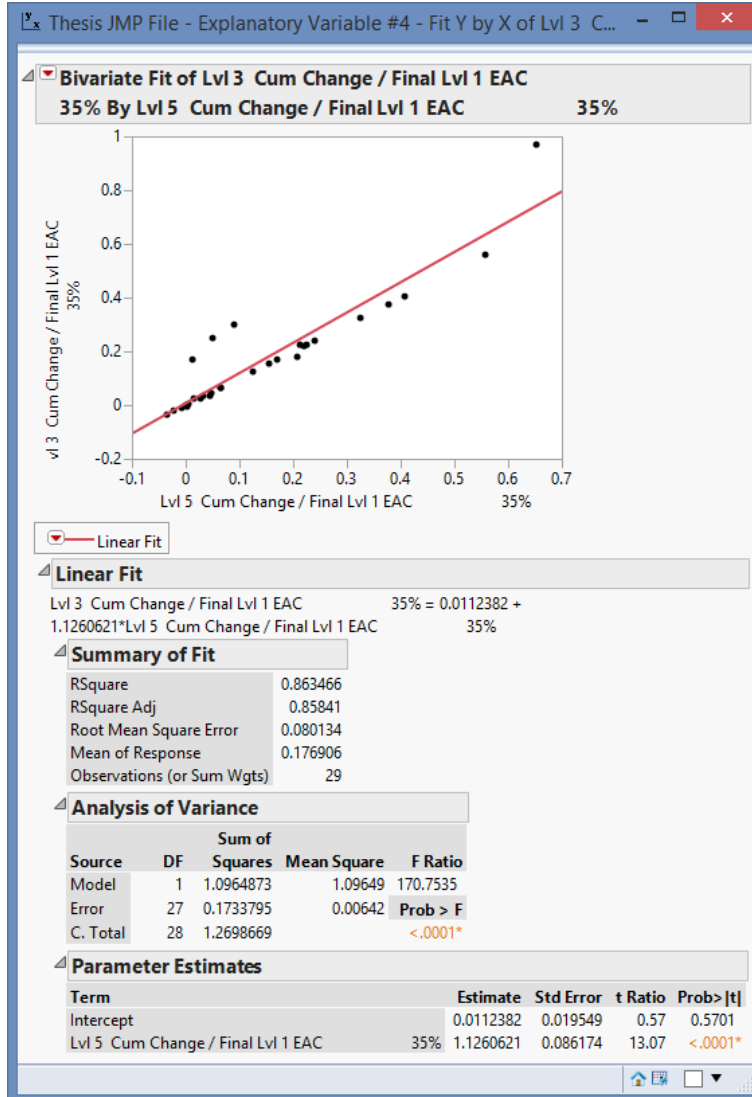 Thesis JMP File - Explanatory Variable #4 - Fit Y by X of Lvl 3 C...
Bivariate Fit of Lvl 3 Cum Change / Final Lvl 1 EAC
35% By Lvl 5 Cum Change / Final Lvl 1 EAC 35%
vl 3 Cum Change / Final Lvl 1 EAC
35%
1
0.8
0.6
0.4
0.2
0
-0.2
-0.1 0 0.1 0.2 0.3 0.4 0.5 0.6 0.7
Lvl 5 Cum Change / Final Lvl 1 EAC 35%
Linear Fit
Linear Fit
Lvl 3 Cum Change / Final Lvl 1 EAC 35% = 0.0112382 +
1.1260621*Lvl 5 Cum Change / Final Lvl 1 EAC 35%
Summary of Fit
RSquare 0.863466
RSquare Adj 0.85841
Root Mean Square Error 0.080134
Mean of Response 0.176906
Observations (or Sum Wgts) 29
Analysis of Variance
Sum of
Source DF Squares Mean Square F Ratio
Model 1 1.0964873 1.09649 170.7535
Error 27 0.1733795 0.00642 Prob > F
C. Total 28 1.2698669 <.0001*
Parameter Estimates
Term Estimate Std Error t Ratio Prob>|t|
Intercept 0.0112382 0.019549 0.57 0.5701
Lvl 5 Cum Change / Final Lvl 1 EAC 35% 1.1260621 0.086174 13.07 <.0001*